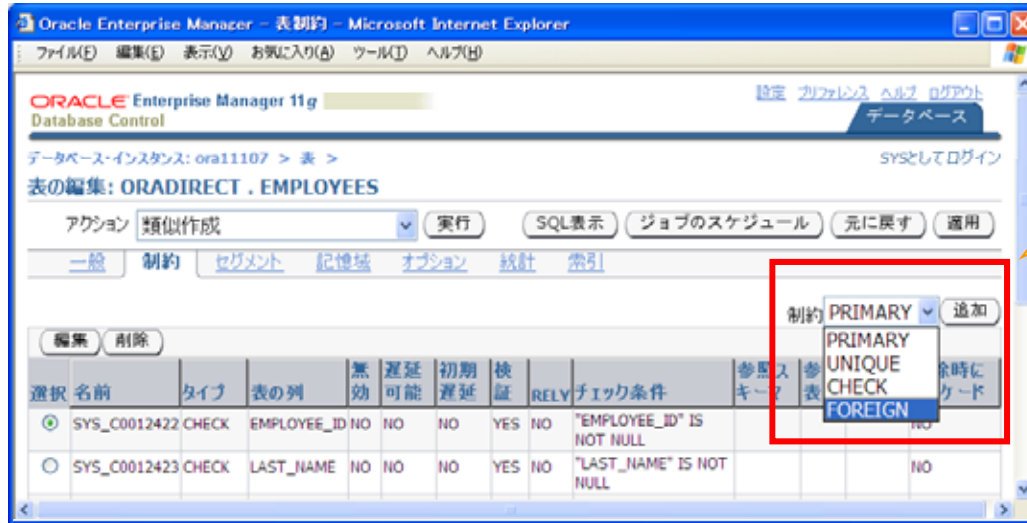 Oracle Enterprise Manager - 表制約 - Microsoft Internet Explorer
ファイル(F) 編集(E) 表示(V) お気に入り(A) ツール(T) ヘルプ(H)
ORACLE Enterprise Manager 11g
Database Control
設定 プリファレンス ヘルプ ログアウト
データベース
データベース・インスタンス: ora11107 > 表 >
SYSとしてログイン
表の編集: ORADIRECT . EMPLOYEES
アクション 類似作成 実行 SQL表示 ジョブのスケジュール 元に戻す 適用
一般 制約 セグメント 記憶域 オプション 統計 索引
制約 PRIMARY 追加
PRIMARY
UNIQUE
CHECK
FOREIGN
編集 削除
選択 名前 タイプ 表の列 無効 遅延可能 初期遅延 検証 RELY チェック条件
SYS_C0012422 CHECK EMPLOYEE_ID NO NO NO YES NO "EMPLOYEE_ID" IS NOT NULL NO
SYS_C0012423 CHECK LAST_NAME NO NO NO YES NO "LAST_NAME" IS NOT NULL NO